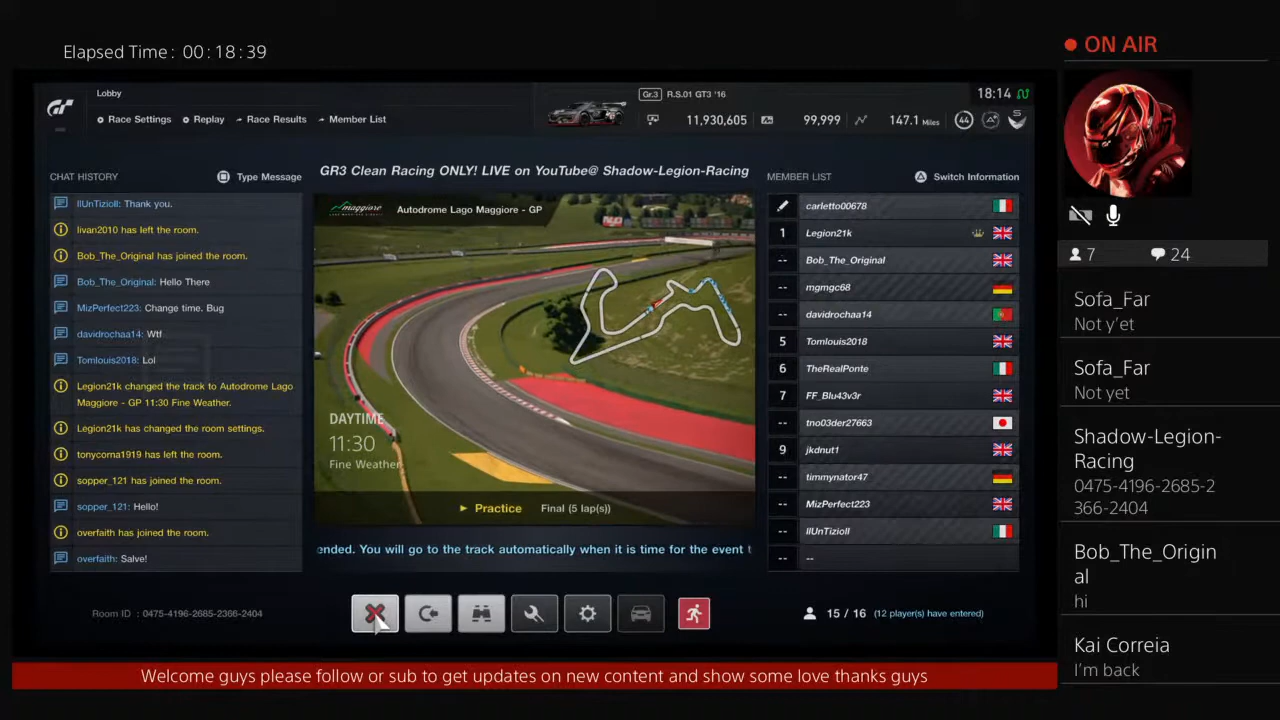 Elapsed Time: 00:18:39
ON AIR
Lobby
Race Settings Replay Race Results Member List
Gr.3 R.S.01 GT3 '16
11,930,605 99,999 147.1 Miles 44
18:14
S
CHAT HISTORY Type Message
GR3 Clean Racing ONLY! LIVE on YouTube@ Shadow-Legion-Racing
MEMBER LIST Switch Information
llUnTizioll: Thank you.
livan2010 has left the room.
Bob_The_Original has joined the room.
Bob_The_Original: Hello There
MizPerfect223: Change time. Bug
davidrochaa14: Wtf
Tomlouis2018: Lol
Legion21k changed the track to Autodrome Lago
Maggiore - GP 11:30 Fine Weather.
Legion21k has changed the room settings.
tonycoma1919 has left the room.
sopper_121 has joined the room.
sopper_121: Hello!
overfaith has joined the room.
overfaith: Salve!
maggiore
Autodrome Lago Maggiore - GP
DAYTIME
11:30
Fine Weather
Practice Final (5 lap(s))
ended. You will go to the track automatically when it is time for the event t
carletto00678
1 Legion21k
-- Bob_The_Original
-- mgmgc68
-- davidrochaa14
5 Tomlouis2018
6 TheRealPonte
7 FF_Blu43v3r
-- tno03der27663
9 jkdnut1
-- timmynator47
-- MizPerfect223
-- llUnTizioll
-- --
Room ID : 0475-4196-2685-2366-2404
15 / 16 (12 player(s) have entered)
Welcome guys please follow or sub to get updates on new content and show some love thanks guys
7 24
Sofa_Far
Not y'et
Sofa_Far
Not yet
Shadow-Legion-
Racing
0475-4196-2685-2
366-2404
Bob_The_Origin
al
hi
Kai Correia
I'm back